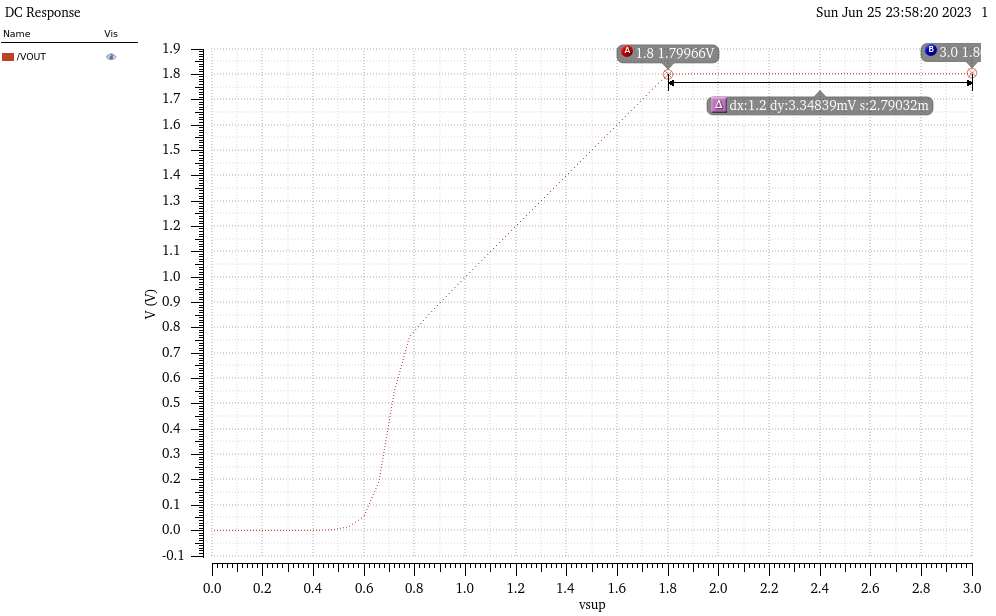 DC Response
Sun Jun 25 23:58:20 2023 1
Name Vis
/VOUT
V (V)
1.9
1.8
1.7
1.6
1.5
1.4
1.3
1.2
1.1
1.0
0.9
0.8
0.7
0.6
0.5
0.4
0.3
0.2
0.1
0.0
-0.1
A 1.8 1.79966V
B 3.0 1.8
Δ dx:1.2 dy:3.34839mV s:2.79032m
0.0 0.2 0.4 0.6 0.8 1.0 1.2 1.4 1.6 1.8 2.0 2.2 2.4 2.6 2.8 3.0
vsup